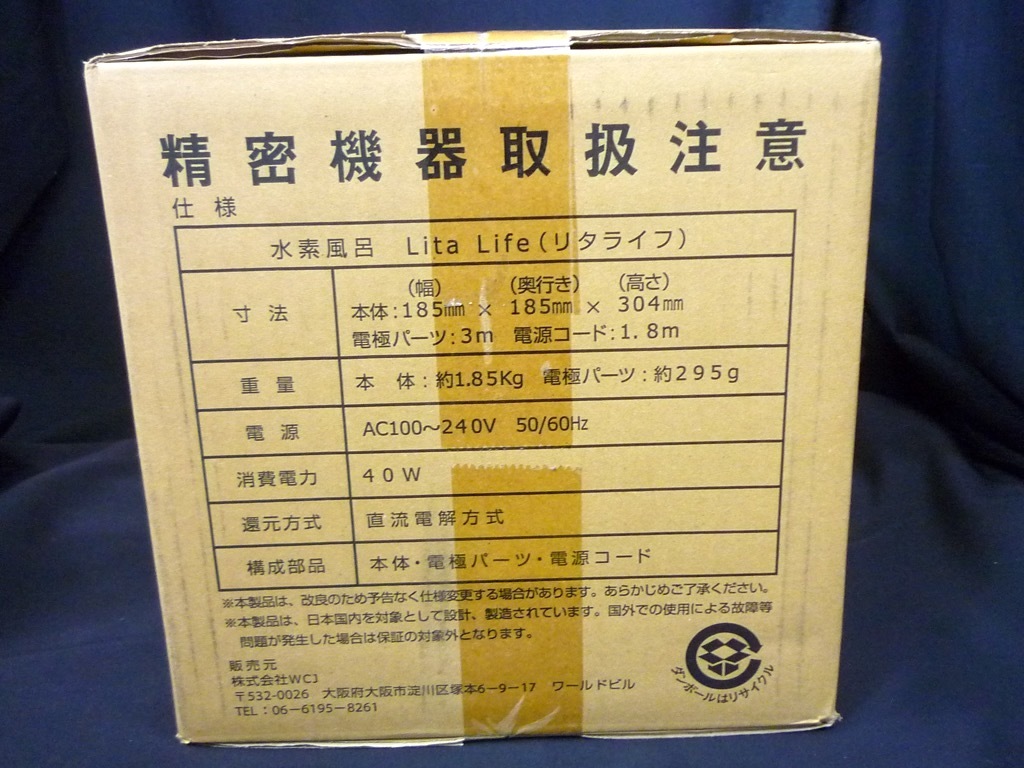 精密機器取扱注意
仕様
水素風呂 Lita Life(リタライフ)
寸法
(幅) (奥行き) (高さ)
本体:185㎜ × 185㎜ × 304㎜
電極パーツ:3m 電源コード:1.8m
重量 本体:約1.85Kg 電極パーツ:約295g
電源 AC100～240V 50/60㎐
消費電力 40W
還元方式 直流電解方式
構成部品 本体・電極パーツ・電源コード
※本製品は、改良のため予告なく仕様変更する場合があります。あらかじめご了承ください。
※本製品は、日本国内を対象として設計、製造されています。国外での使用による故障等
問題が発生した場合は保証の対象外となります。
販売元
株式会社WCJ
〒532-0026 大阪府大阪市淀川区塚本6-9-17 ワールドビル
TEL:06-6195-8261
ダンボールはリサイクル